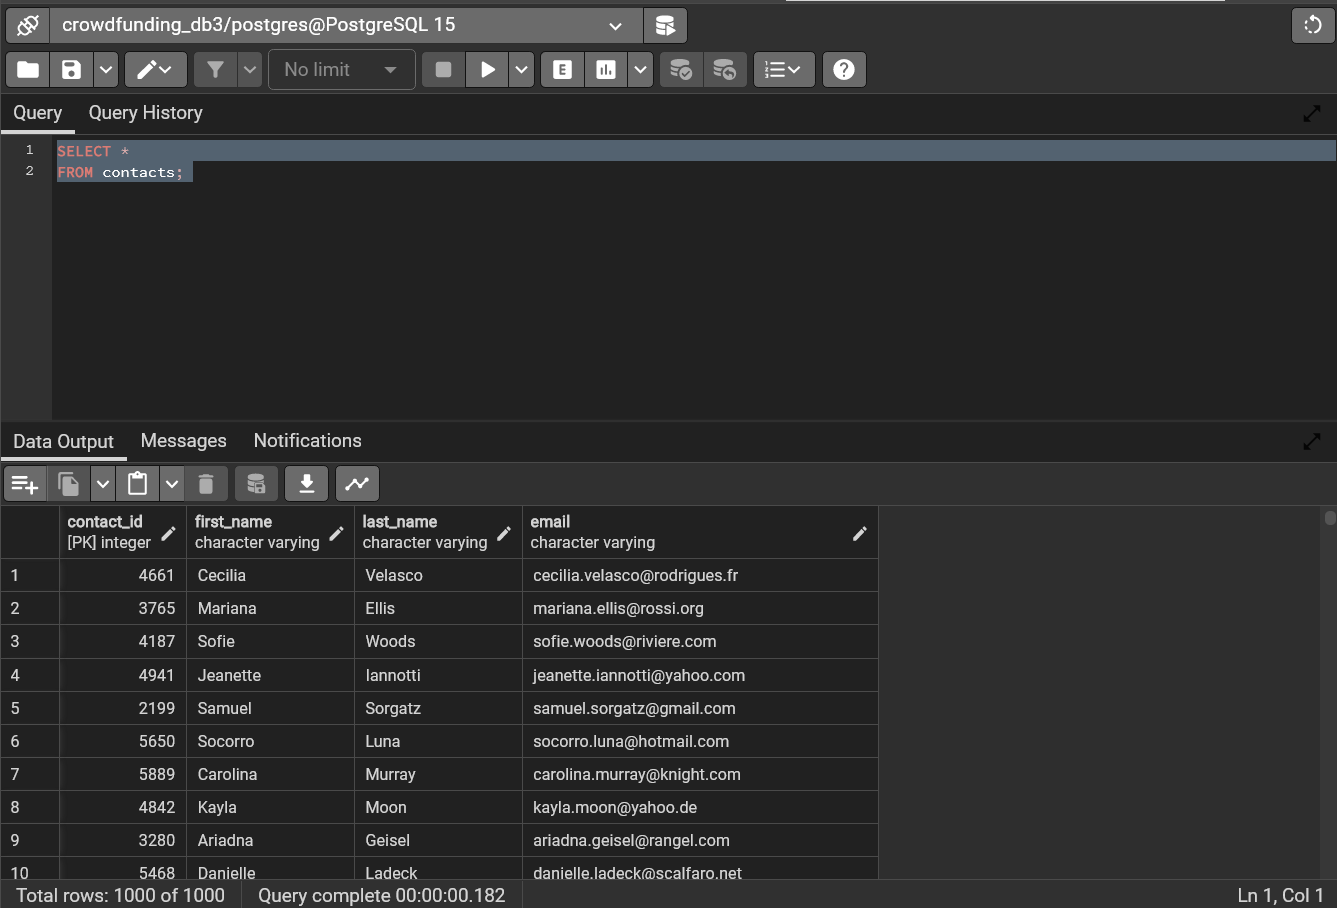 crowdfunding_db3/postgres@PostgreSQL 15
No limit
E
Query Query History
1 SELECT *
2 FROM contacts;
Data Output Messages Notifications
contact_id first_name last_name email
[PK] integer character varying character varying character varying
1 4661 Cecilia Velasco cecilia.velasco@rodrigues.fr
2 3765 Mariana Ellis mariana.ellis@rossi.org
3 4187 Sofie Woods sofie.woods@riviere.com
4 4941 Jeanette Iannotti jeanette.iannotti@yahoo.com
5 2199 Samuel Sorgatz samuel.sorgatz@gmail.com
6 5650 Socorro Luna socorro.luna@hotmail.com
7 5889 Carolina Murray carolina.murray@knight.com
8 4842 Kayla Moon kayla.moon@yahoo.de
9 3280 Ariadna Geisel ariadna.geisel@rangel.com
10 5468 Danielle Ladeck danielle.ladeck@scalfaro.net
Total rows: 1000 of 1000 Query complete 00:00:00.182 Ln 1, Col 1